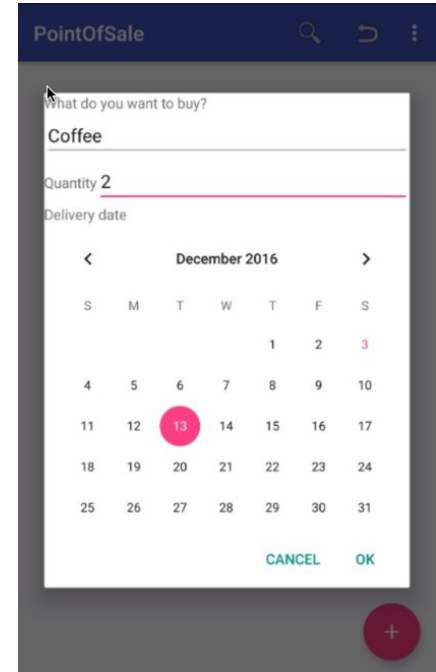 PointOfSale
What do you want to buy?
Coffee
Quantity 2
Delivery date
December 2016
S M T W T F S
1 2 3
4 5 6 7 8 9 10
11 12 13 14 15 16 17
18 19 20 21 22 23 24
25 26 27 28 29 30 31
CANCEL OK